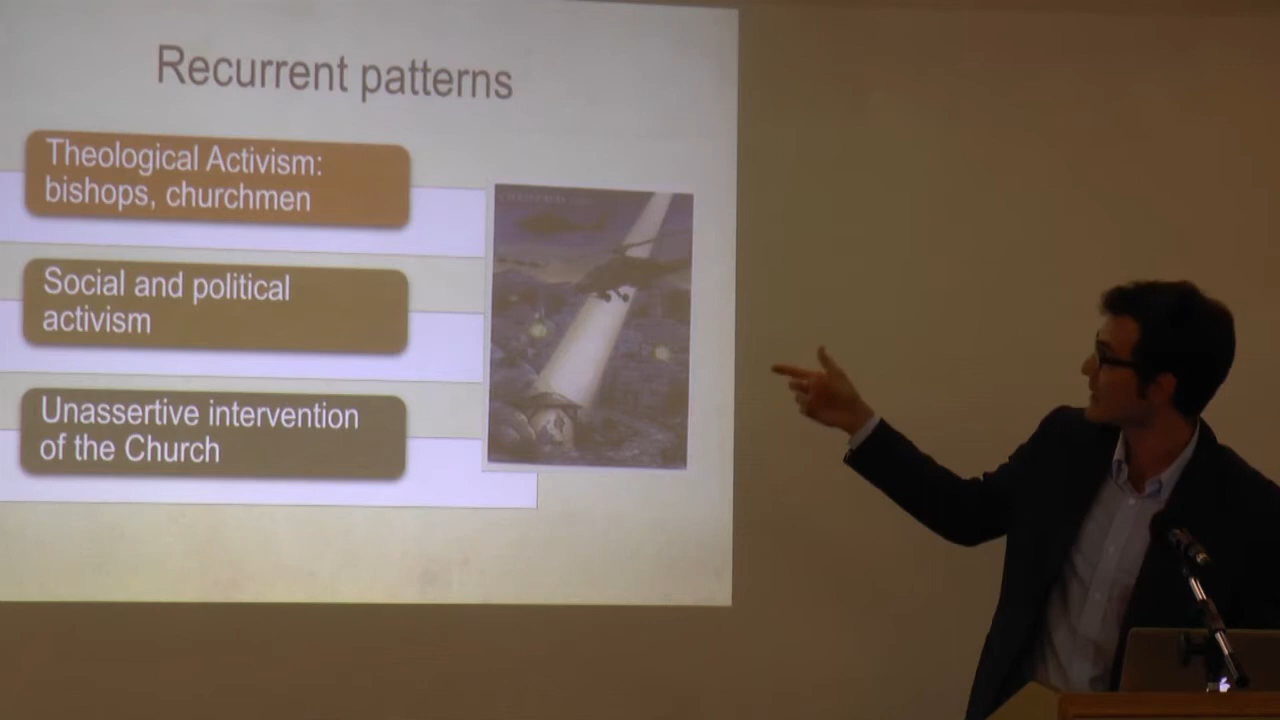 Recurrent patterns
Theological Activism:
bishops, churchmen
Social and political
activism
Unassertive intervention
of the Church